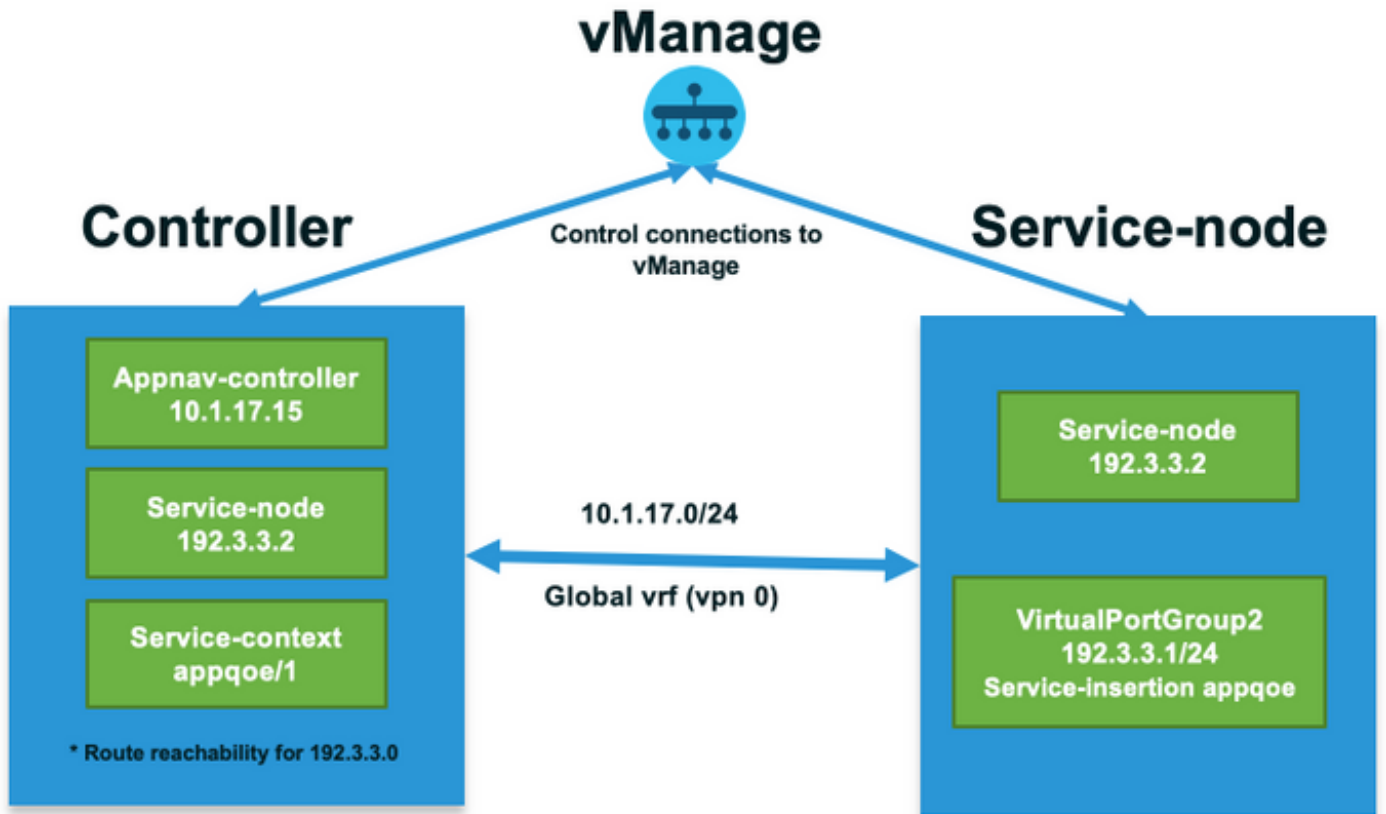 vManage
Controller
Control connections to
vManage
Service-node
Appnav-controller
10.1.17.15
Service-node
192.3.3.2
Service-context
appqoe/1
* Route reachability for 192.3.3.0
10.1.17.0/24
Global vrf (vpn 0)
Service-node
192.3.3.2
VirtualPortGroup2
192.3.3.1/24
Service-insertion appqoe